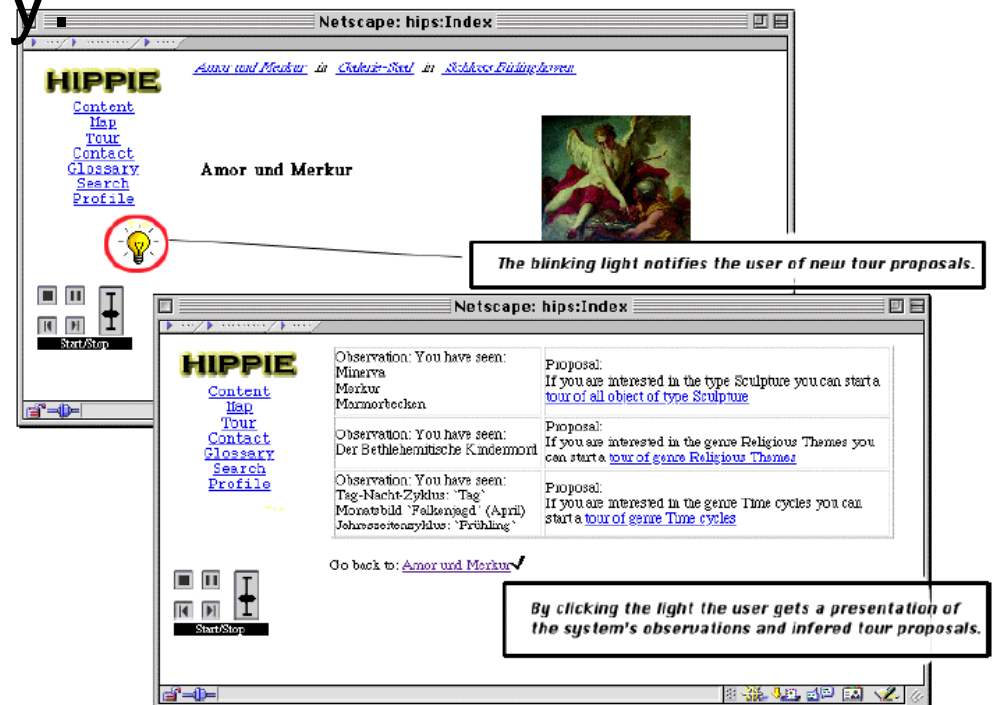 y
Netscape: hips:Index
Amor und Merkur in Galerie-Saal in Schloss Birlinghoven
HIPPIE
Content
Map
Tour
Contact
Glossary
Search
Profile
Amor und Merkur
The blinking light notifies the user of new tour proposals.
Start/Stop
Netscape: hips:Index
HIPPIE
Content
Map
Tour
Contact
Glossary
Search
Profile
Observation: You have seen:
Minerva
Merkur
Marmorbecken
Proposal:
If you are interested in the type Sculpture you can start a
tour of all object of type Sculpture
Observation: You have seen:
Der Bethlehemitische Kindermord
Proposal:
If you are interested in the genre Religious Themes you
can start a tour of genre Religious Themes
Observation: You have seen:
Tag-Nacht-Zyklus: `Tag`
Monatsbild `Falkenjagd` (April)
Jahreszeitenzyklus: `Frühling`
Proposal:
If you are interested in the genre Time cycles you can
start a tour of genre Time cycles
Go back to: Amor und Merkur
Start/Stop
By clicking the light the user gets a presentation of
the system's observations and infered tour proposals.